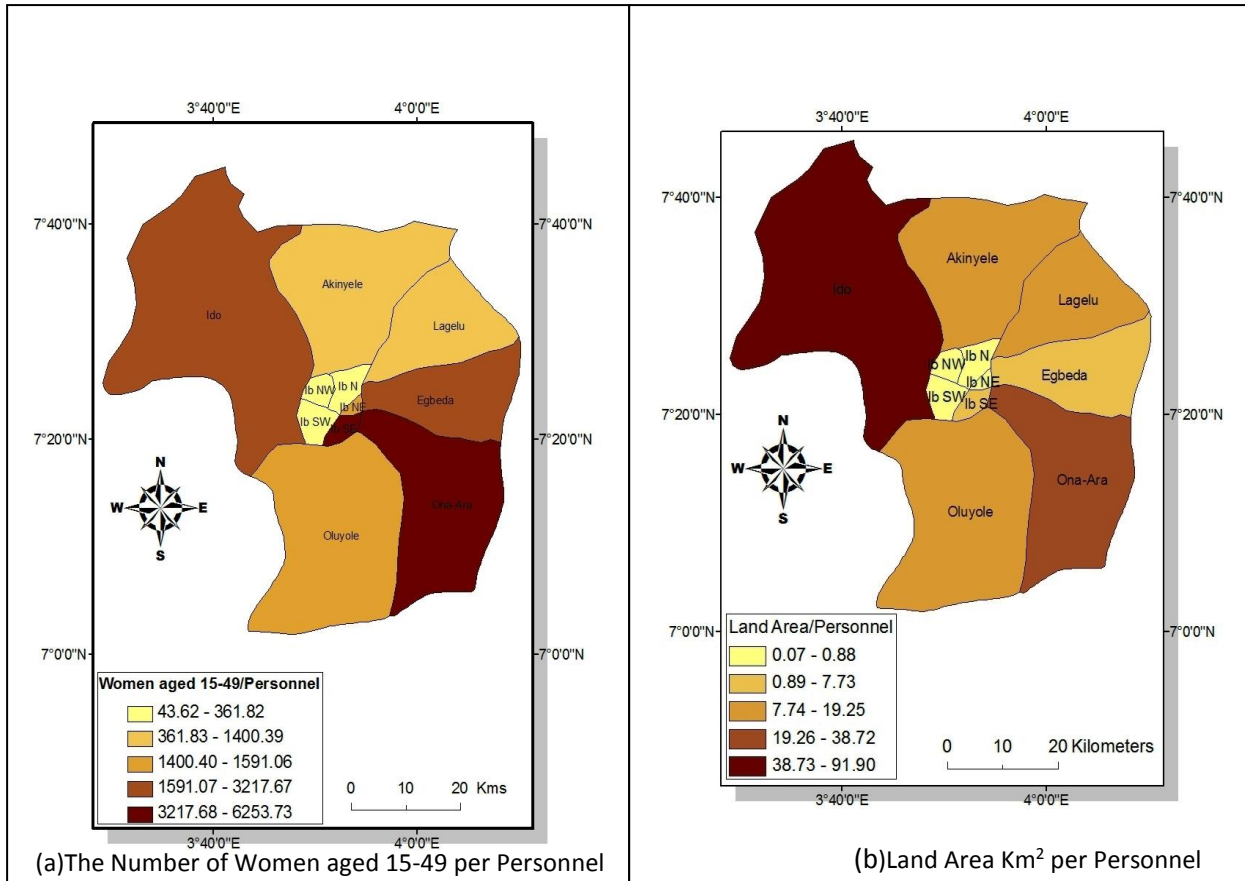 3°40'0"E
4°0'0"E
7°40'0"N
7°40'0"N
Akinyele
Ido
Lagelu
Ib NW
Ib N
Ib NE
Egbeda
Ib SW
Ib SE
7°20'0"N
7°20'0"N
N
W
E
S
Ona-Ara
Oluyole
7°0'0"N
7°0'0"N
Women aged 15-49/Personnel
43.62 - 361.82
361.83 - 1400.39
1400.40 - 1591.06
1591.07 - 3217.67
3217.68 - 6253.73
0 10 20 Kms
3°40'0"E
4°0'0"E
(a)The Number of Women aged 15-49 per Personnel
3°40'0"E
4°0'0"E
7°40'0"N
7°40'0"N
Akinyele
Ido
Lagelu
Ib N
Ib NW
Ib NE
Egbeda
Ib SW
Ib SE
7°20'0"N
7°20'0"N
N
W
E
S
Ona-Ara
Oluyole
7°0'0"N
7°0'0"N
Land Area/Personnel
0.07 - 0.88
0.89 - 7.73
7.74 - 19.25
19.26 - 38.72
38.73 - 91.90
0 10 20 Kilometers
3°40'0"E
4°0'0"E
(b)Land Area Km² per Personnel